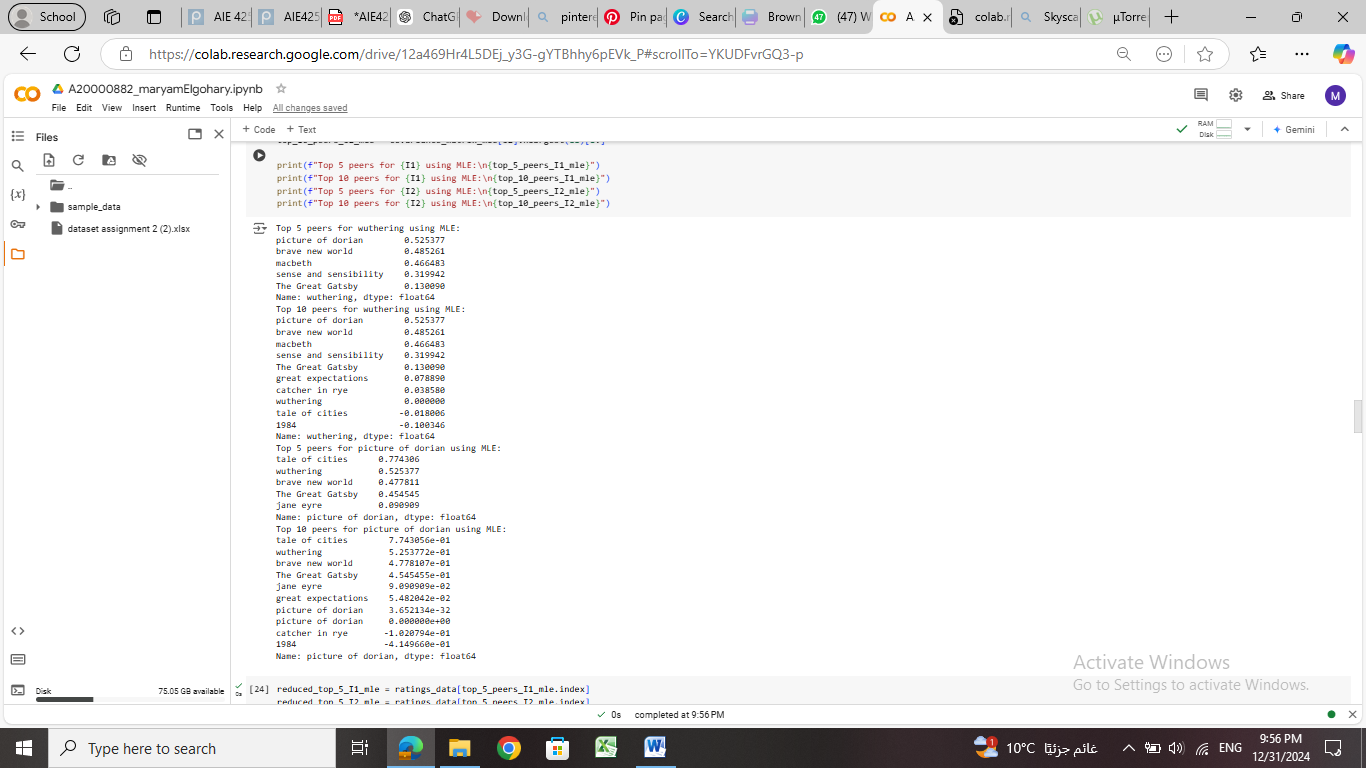 School
AIE 425
AIE425
*AIE42
ChatG
Downl
pintere
Pin pa
Search
Brown
(47) W
A
colab.r
Skysca
µTorre
https://colab.research.google.com/drive/12a469Hr4L5DEj_y3G-gYTBhhy6pEVk_P#scrollTo=YKUDFvrGQ3-p
A20000882_maryamElgohary.ipynb
File Edit View Insert Runtime Tools Help All changes saved
Share
M
Files
+ Code + Text
RAM
Disk
Gemini
..
sample_data
dataset assignment 2 (2).xlsx
print(f"Top 5 peers for {I1} using MLE:\n{top_5_peers_I1_mle}")
print(f"Top 10 peers for {I1} using MLE:\n{top_10_peers_I1_mle}")
print(f"Top 5 peers for {I2} using MLE:\n{top_5_peers_I2_mle}")
print(f"Top 10 peers for {I2} using MLE:\n{top_10_peers_I2_mle}")
Top 5 peers for wuthering using MLE:
picture of dorian 0.525377
brave new world 0.485261
macbeth 0.466483
sense and sensibility 0.319942
The Great Gatsby 0.130090
Name: wuthering, dtype: float64
Top 10 peers for wuthering using MLE:
picture of dorian 0.525377
brave new world 0.485261
macbeth 0.466483
sense and sensibility 0.319942
The Great Gatsby 0.130090
great expectations 0.078890
catcher in rye 0.038580
wuthering 0.000000
tale of cities -0.018006
1984 -0.100346
Name: wuthering, dtype: float64
Top 5 peers for picture of dorian using MLE:
tale of cities 0.774306
wuthering 0.525377
brave new world 0.477811
The Great Gatsby 0.454545
jane eyre 0.090909
Name: picture of dorian, dtype: float64
Top 10 peers for picture of dorian using MLE:
tale of cities 7.743056e-01
wuthering 5.253772e-01
brave new world 4.778107e-01
The Great Gatsby 4.545455e-01
jane eyre 9.090909e-02
great expectations 5.482042e-02
picture of dorian 3.652134e-32
picture of dorian 0.000000e+00
catcher in rye -1.020794e-01
1984 -4.149660e-01
Name: picture of dorian, dtype: float64
[24] reduced_top_5_I1_mle = ratings_data[top_5_peers_I1_mle.index]
reduced_top_5_I2_mle = ratings_data[top_5_peers_I2_mle.index]
0s
Disk 75.05 GB available
Activate Windows
Go to Settings to activate Windows.
0s completed at 9:56 PM
Type here to search
1
10°C غائم جزئيًا
ENG
9:56 PM
12/31/2024